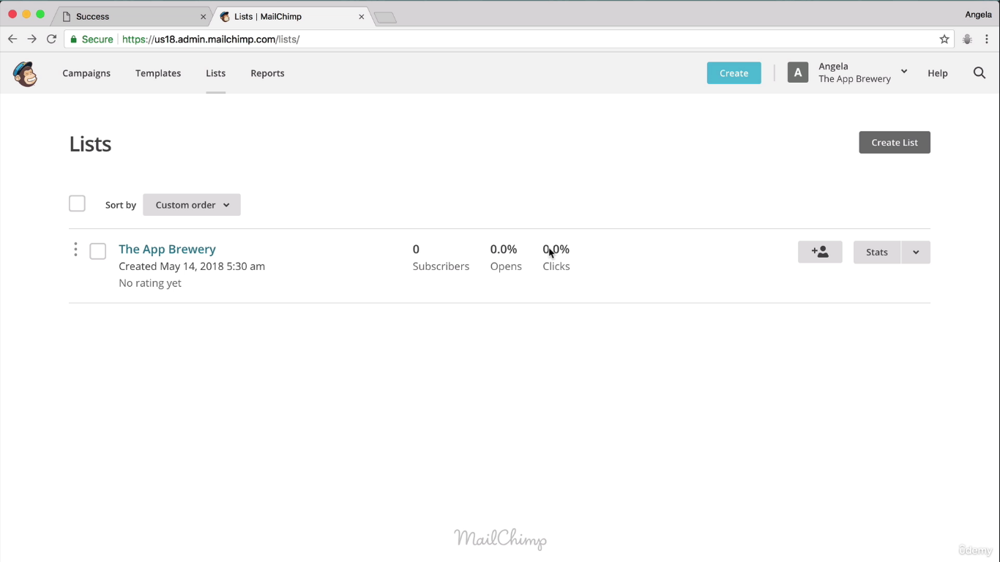 Success
Lists | MailChimp
Angela
Secure https://us18.admin.mailchimp.com/lists/
Campaigns Templates Lists Reports Create A Angela Help
The App Brewery
Lists
Create List
Sort by Custom order
The App Brewery 0 0.0% 0.0% Stats
Created May 14, 2018 5:30 am Subscribers Opens Clicks
No rating yet
MailChimp
ûdemy